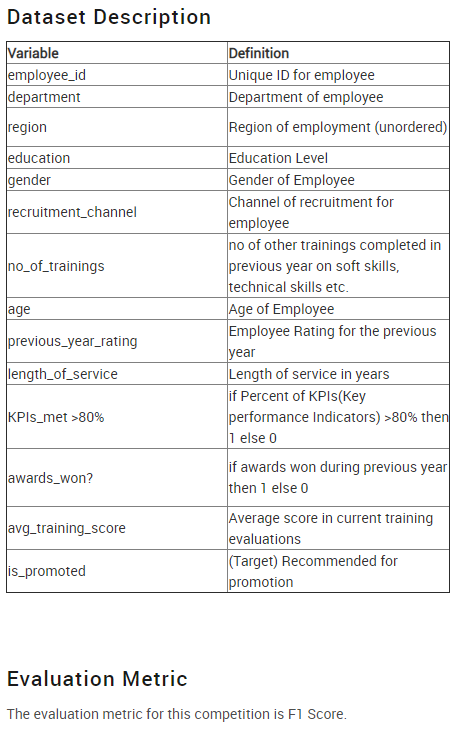 Dataset Description
Variable Definition
employee_id Unique ID for employee
department Department of employee
region Region of employment (unordered)
education Education Level
gender Gender of Employee
recruitment_channel Channel of recruitment for
employee
no_of_trainings no of other trainings completed in
previous year on soft skills,
technical skills etc.
age Age of Employee
previous_year_rating Employee Rating for the previous
year
length_of_service Length of service in years
KPIs_met >80% if Percent of KPIs(Key
performance Indicators) >80% then
1 else 0
awards_won? if awards won during previous year
then 1 else 0
avg_training_score Average score in current training
evaluations
is_promoted (Target) Recommended for
promotion
Evaluation Metric
The evaluation metric for this competition is F1 Score.